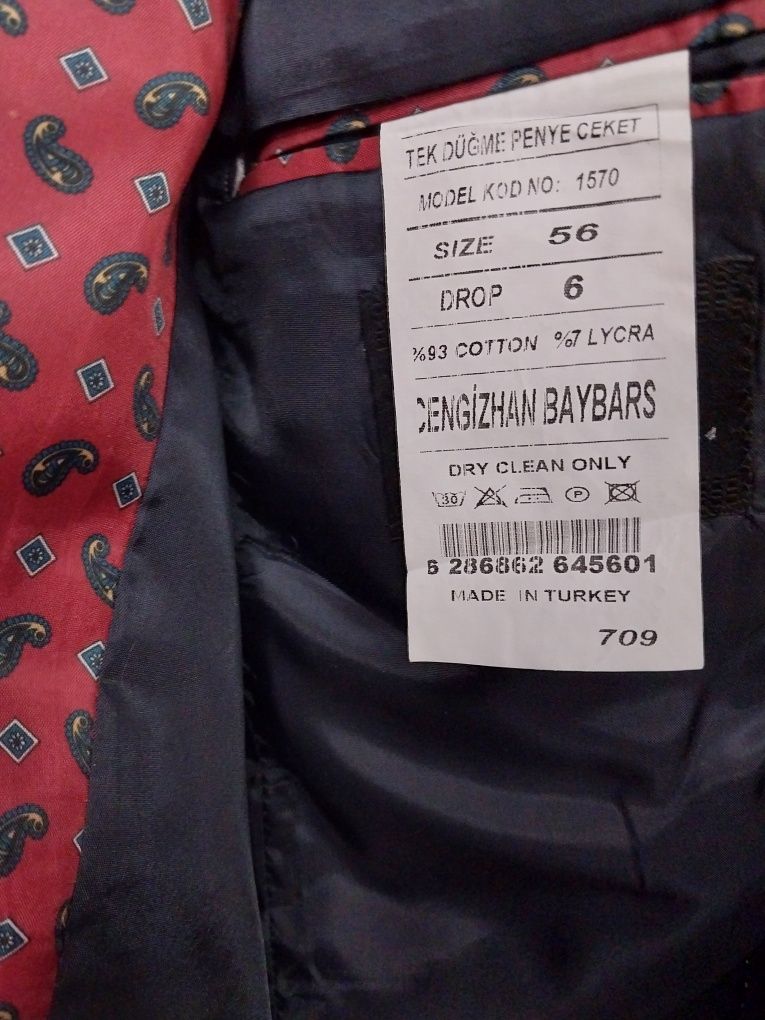 TEK DÜĞME PENYE CEKET
MODEL KOD NO: 1570
SIZE 56
DROP 6
%93 COTTON %7 LYCRA
CENGİZHAN BAYBARS
DRY CLEAN ONLY
30 P
6 286862 645601
MADE IN TURKEY
709